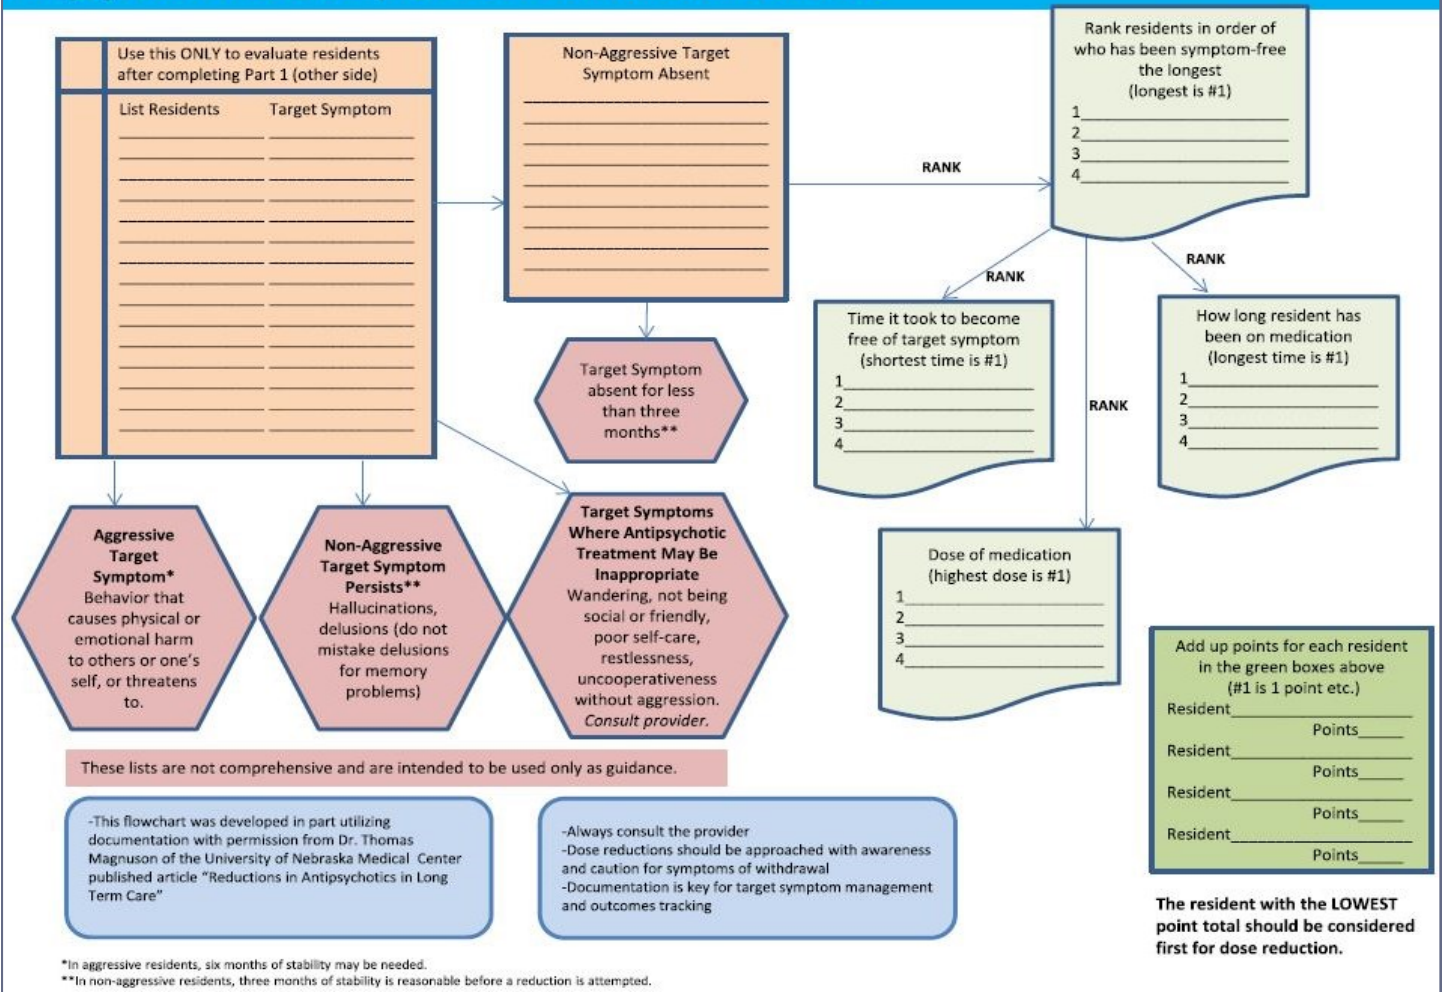 Use this ONLY to evaluate residents
after completing Part 1 (other side)
List Residents Target Symptom
Non-Aggressive Target
Symptom Absent
RANK
Rank residents in order of
who has been symptom-free
the longest
(longest is #1)
1
2
3
4
RANK
RANK
RANK
Time it took to become
free of target symptom
(shortest time is #1)
1
2
3
4
How long resident has
been on medication
(longest time is #1)
1
2
3
4
Dose of medication
(highest dose is #1)
1
2
3
4
Target Symptom
absent for less
than three
months**
Aggressive
Target
Symptom*
Behavior that
causes physical or
emotional harm
to others or one's
self, or threatens
to.
Non-Aggressive
Target Symptom
Persists**
Hallucinations,
delusions (do not
mistake delusions
for memory
problems)
Target Symptoms
Where Antipsychotic
Treatment May Be
Inappropriate
Wandering, not being
social or friendly,
poor self-care,
restlessness,
uncooperativeness
without aggression.
Consult provider.
Add up points for each resident
in the green boxes above
(#1 is 1 point etc.)
Resident
Points
Resident
Points
Resident
Points
Resident
Points
The resident with the LOWEST
point total should be considered
first for dose reduction.
These lists are not comprehensive and are intended to be used only as guidance.
-This flowchart was developed in part utilizing
documentation with permission from Dr. Thomas
Magnuson of the University of Nebraska Medical Center
published article "Reductions in Antipsychotics in Long
Term Care"
-Always consult the provider
-Dose reductions should be approached with awareness
and caution for symptoms of withdrawal
-Documentation is key for target symptom management
and outcomes tracking
*In aggressive residents, six months of stability may be needed.
**In non-aggressive residents, three months of stability is reasonable before a reduction is attempted.